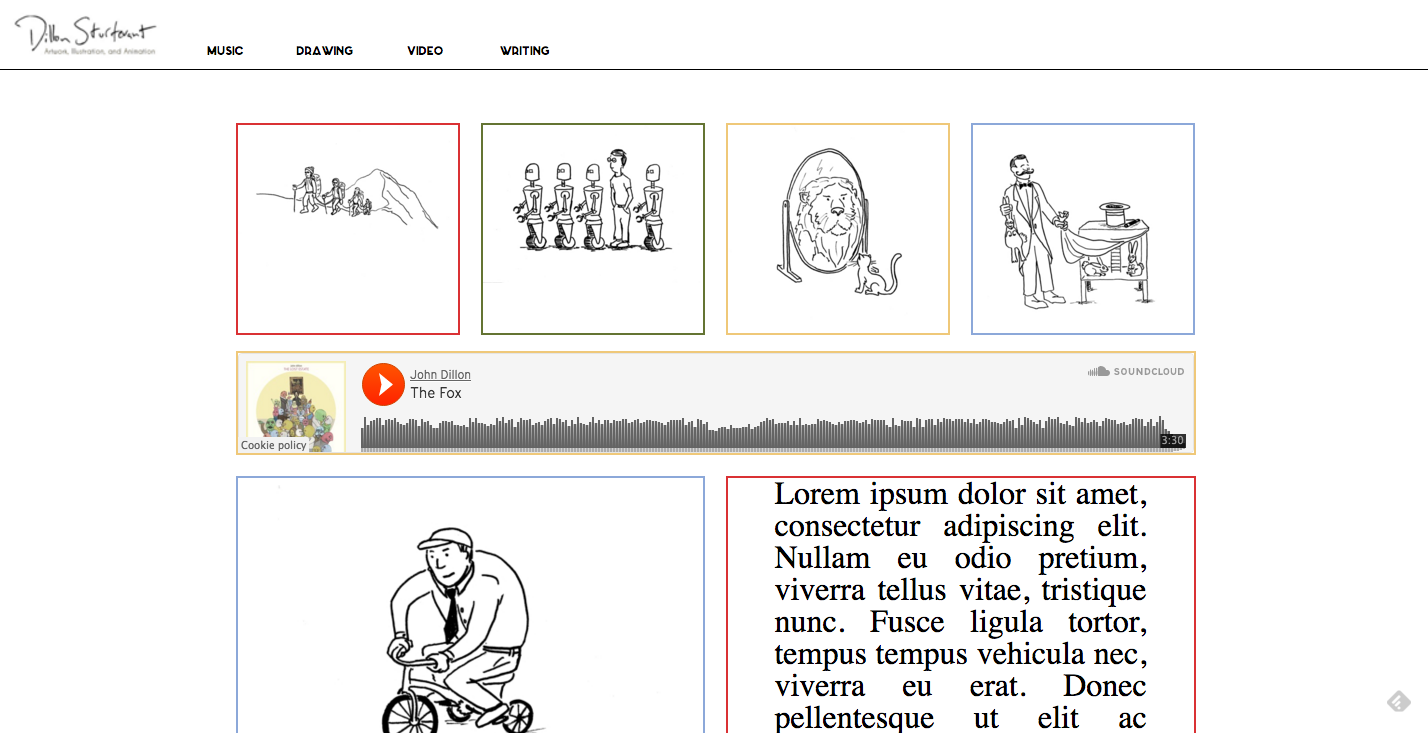 Dillon Sturtevant
Artwork, Illustration, and Animation
MUSIC DRAWING VIDEO WRITING
John Dillon
The Fox
SOUNDCLOUD
Cookie policy
3:30
Lorem ipsum dolor sit amet,
consectetur adipiscing elit.
Nullam eu odio pretium,
viverra tellus vitae, tristique
nunc. Fusce ligula tortor,
tempus tempus vehicula nec,
viverra eu erat. Donec
pellentesque ut elit ac